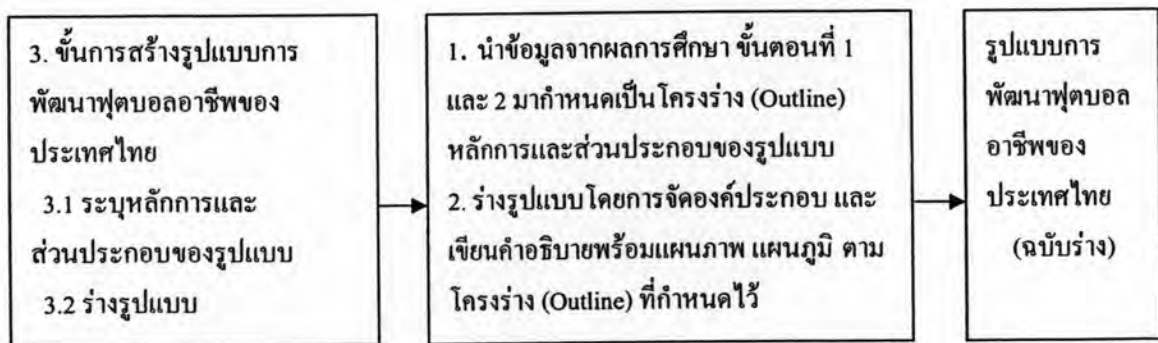 3. ขั้นการสร้างรูปแบบการ
พัฒนาฟุตบอลอาชีพของ
ประเทศไทย
3.1 ระบุหลักการและ
ส่วนประกอบของรูปแบบ
3.2 ร่างรูปแบบ
1. นำข้อมูลจากผลการศึกษา ขั้นตอนที่ 1
และ 2 มากำหนดเป็นโครงร่าง (Outline)
หลักการและส่วนประกอบของรูปแบบ
2. ร่างรูปแบบโดยการจัดองค์ประกอบ และ
เขียนคำอธิบายพร้อมแผนภาพ แผนภูมิ ตาม
โครงร่าง (Outline) ที่กำหนดไว้
รูปแบบการ
พัฒนาฟุตบอล
อาชีพของ
ประเทศไทย
(ฉบับร่าง)